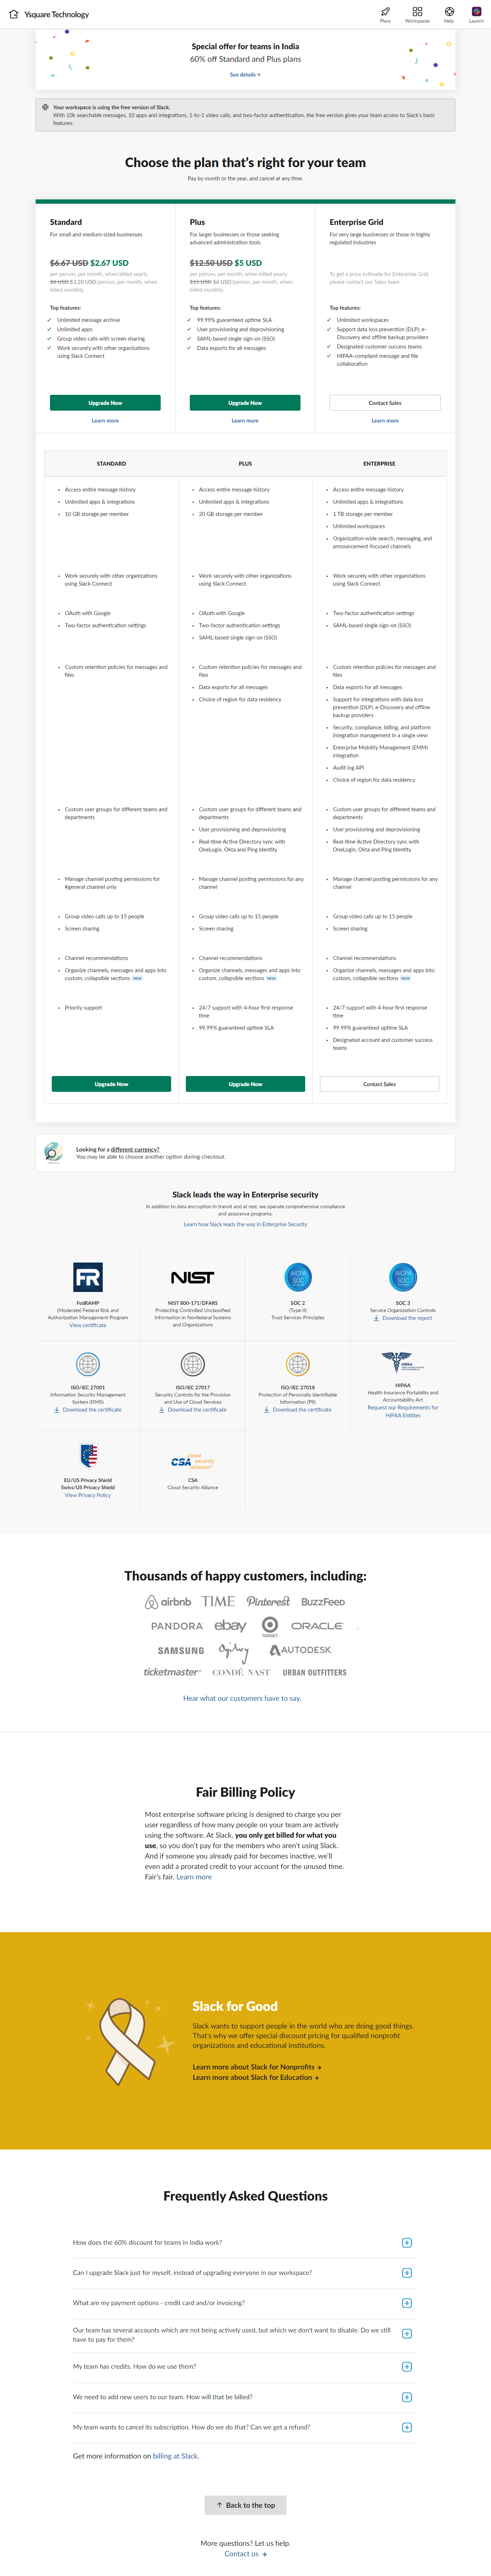 Ysquare Technology
Plans
Workspaces
Help
Launch
Special offer for teams in India
60% off Standard and Plus plans
See details →
Your workspace is using the free version of Slack.
With 10k searchable messages, 10 apps and integrations, 1-to-1 video calls, and two-factor authentication, the free version gives your team access to Slack's basic
features.
Choose the plan that's right for your team
Pay by month or the year, and cancel at any time.
Standard
For small and medium-sized businesses
$6.67 USD $2.67 USD
per person, per month, when billed yearly
$8 USD $3.20 USD/person, per month, when
billed monthly
Top features:
Unlimited message archive
Unlimited apps
Group video calls with screen sharing
Work securely with other organizations
using Slack Connect
Upgrade Now
Learn more
Plus
For larger businesses or those seeking
advanced administration tools
$12.50 USD $5 USD
per person, per month, when billed yearly
$15 USD $6 USD/person, per month, when
billed monthly
Top features:
99.99% guaranteed uptime SLA
User provisioning and deprovisioning
SAML-based single sign-on (SSO)
Data exports for all messages
Upgrade Now
Learn more
Enterprise Grid
For very large businesses or those in highly
regulated industries
To get a price estimate for Enterprise Grid,
please contact our Sales team
Top features:
Unlimited workspaces
Support data loss prevention (DLP), e-
Discovery and offline backup providers
Designated customer success teams
HIPAA-compliant message and file
collaboration
Contact Sales
Learn more
STANDARD
PLUS
ENTERPRISE
Access entire message history
Unlimited apps & integrations
10 GB storage per member
Access entire message history
Unlimited apps & integrations
20 GB storage per member
Access entire message history
Unlimited apps & integrations
1 TB storage per member
Unlimited workspaces
Organization-wide search, messaging, and
announcement-focused channels
Work securely with other organizations
using Slack Connect
Work securely with other organizations
using Slack Connect
Work securely with other organizations
using Slack Connect
OAuth with Google
Two-factor authentication settings
OAuth with Google
Two-factor authentication settings
SAML-based single sign-on (SSO)
Two-factor authentication settings
SAML-based single sign-on (SSO)
Custom retention policies for messages and
files
Custom retention policies for messages and
files
Data exports for all messages
Choice of region for data residency
Custom retention policies for messages and
files
Data exports for all messages
Support for integrations with data loss
prevention (DLP), e-Discovery and offline
backup providers
Security, compliance, billing, and platform
integration management in a single view
Enterprise Mobility Management (EMM)
integration
Audit log API
Choice of region for data residency
Custom user groups for different teams and
departments
Custom user groups for different teams and
departments
User provisioning and deprovisioning
Real-time Active Directory sync with
OneLogin, Okta and Ping Identity
Custom user groups for different teams and
departments
User provisioning and deprovisioning
Real-time Active Directory sync with
OneLogin, Okta and Ping Identity
Manage channel posting permissions for
#general channel only
Manage channel posting permissions for any
channel
Manage channel posting permissions for any
channel
Group video calls up to 15 people
Screen sharing
Group video calls up to 15 people
Screen sharing
Group video calls up to 15 people
Screen sharing
Channel recommendations
Organize channels, messages and apps into
custom, collapsible sections NEW
Channel recommendations
Organize channels, messages and apps into
custom, collapsible sections NEW
Channel recommendations
Organize channels, messages and apps into
custom, collapsible sections NEW
Priority support
24/7 support with 4-hour first response
time
99.99% guaranteed uptime SLA
24/7 support with 4-hour first response
time
99.99% guaranteed uptime SLA
Designated account and customer success
teams
Upgrade Now
Upgrade Now
Contact Sales
Looking for a different currency?
You may be able to choose another option during checkout.
Slack leads the way in Enterprise security
In addition to data encryption in transit and at rest, we operate comprehensive compliance
and assurance programs.
Learn how Slack leads the way in Enterprise Security
FR
FedRAMP
(Moderate) Federal Risk and
Authorization Management Program
View certificate
NIST
NIST 800-171/DFARS
Protecting Controlled Unclassified
Information in Nonfederal Systems
and Organizations
AICPA
SOC
SOC 2
(Type II)
Trust Services Principles
AICPA
SOC
SOC 3
Service Organization Controls
Download the report
ISO/IEC 27001
Information Security Management
System (ISMS)
Download the certificate
ISO/IEC 27017
Security Controls for the Provision
and Use of Cloud Services
Download the certificate
ISO/IEC 27018
Protection of Personally Identifiable
Information (PII)
Download the certificate
HIPAA
HIPAA
Health Insurance Portability and
Accountability Act
Request our Requirements for
HIPAA Entities
EU/US Privacy Shield
Swiss/US Privacy Shield
View Privacy Policy
CSA cloud security alliance
CSA
Cloud Security Alliance
Thousands of happy customers, including:
airbnb TIME Pinterest BuzzFeed
PANDORA ebay TARGET ORACLE
SAMSUNG Ogilvy AUTODESK
ticketmaster CONDÉ NAST URBAN OUTFITTERS
Hear what our customers have to say.
Fair Billing Policy
Most enterprise software pricing is designed to charge you per
user regardless of how many people on your team are actively
using the software. At Slack, you only get billed for what you
use, so you don't pay for the members who aren't using Slack.
And if someone you already paid for becomes inactive, we'll
even add a prorated credit to your account for the unused time.
Fair's fair. Learn more
Slack for Good
Slack wants to support people in the world who are doing good things.
That's why we offer special discount pricing for qualified nonprofit
organizations and educational institutions.
Learn more about Slack for Nonprofits →
Learn more about Slack for Education →
Frequently Asked Questions
How does the 60% discount for teams in India work?
Can I upgrade Slack just for myself, instead of upgrading everyone in our workspace?
What are my payment options - credit card and/or invoicing?
Our team has several accounts which are not being actively used, but which we don't want to disable. Do we still
have to pay for them?
My team has credits. How do we use them?
We need to add new users to our team. How will that be billed?
My team wants to cancel its subscription. How do we do that? Can we get a refund?
Get more information on billing at Slack.
↑ Back to the top
More questions? Let us help.
Contact us →